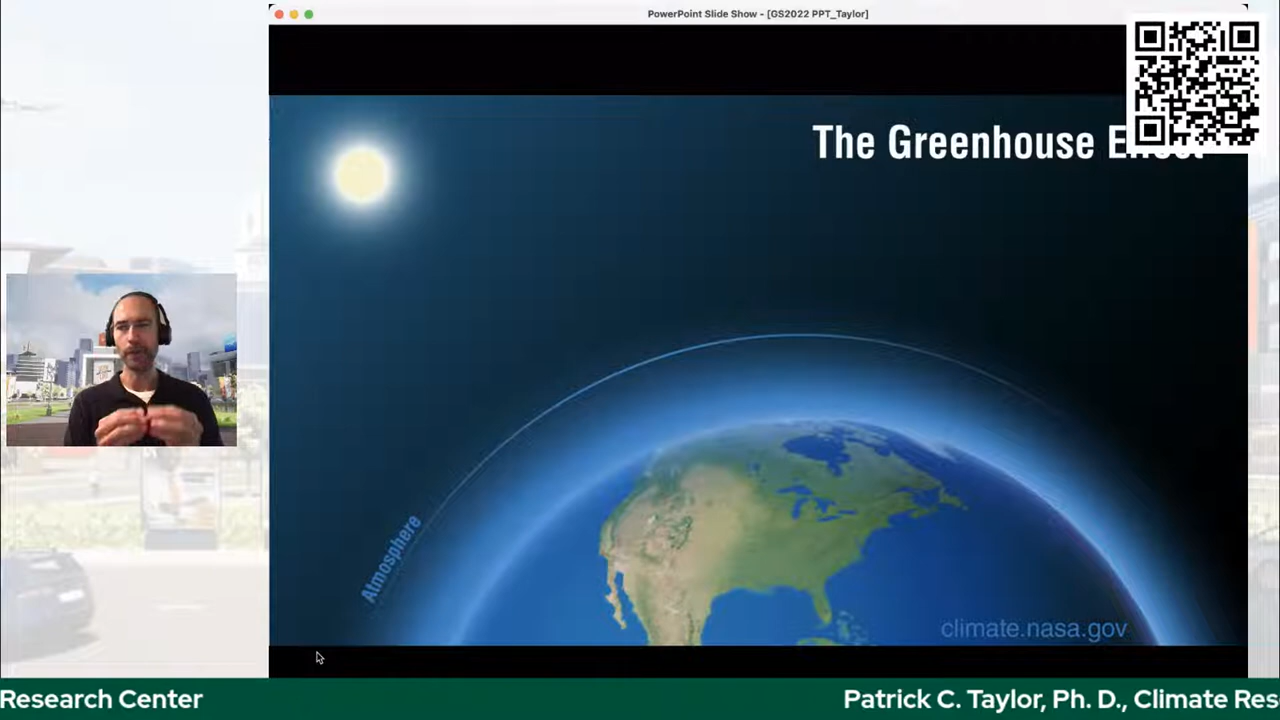 PowerPoint Slide Show - [GS2022 PPT_Taylor]
The Greenhouse
Atmosphere
climate.nasa.gov
Research Center
Patrick C. Taylor, Ph. D., Climate Res